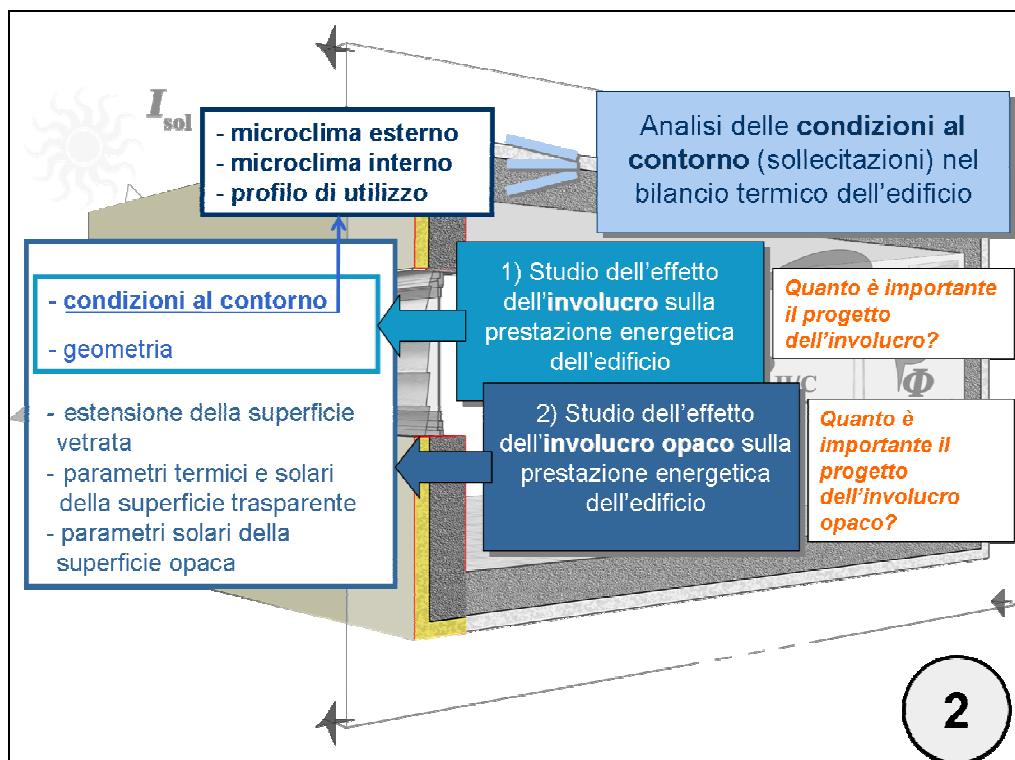 I sol
- microclima esterno
- microclima interno
- profilo di utilizzo
Analisi delle condizioni al
contorno (sollecitazioni) nel
bilancio termico dell'edificio
- condizioni al contorno
- geometria
- estensione della superficie
vetrata
- parametri termici e solari
della superficie trasparente
- parametri solari della
superficie opaca
1) Studio dell'effetto
dell'involucro sulla
prestazione energetica
dell'edificio
Quanto è importante
il progetto
dell'involucro?
2) Studio dell'effetto
dell'involucro opaco sulla
prestazione energetica
dell'edificio
Quanto è
importante il
progetto
dell'involucro
opaco?
Φ
2